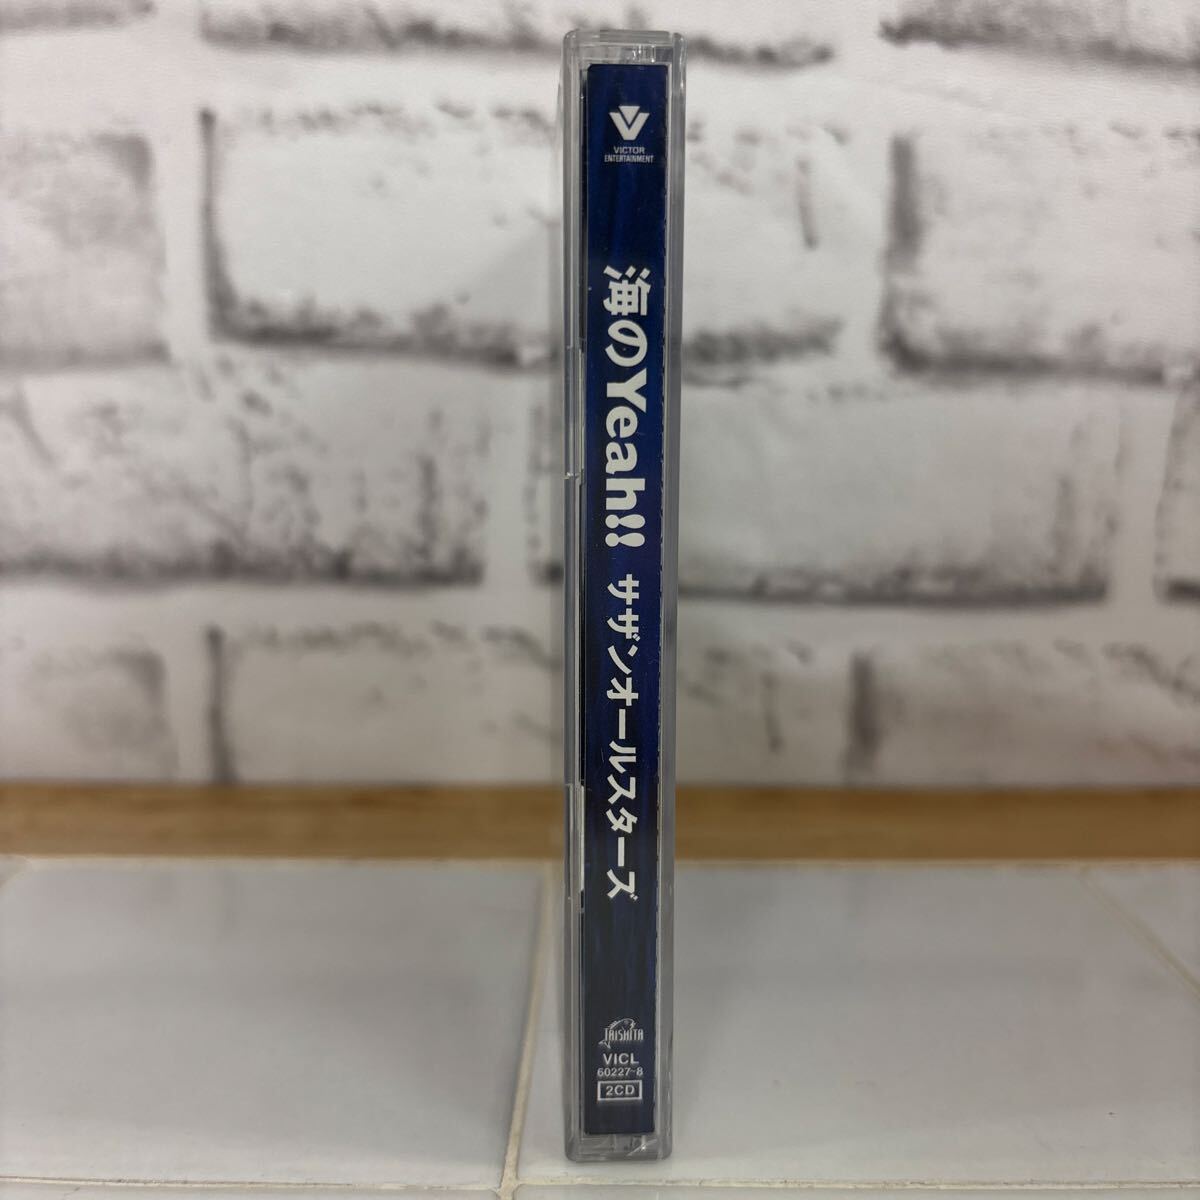 VICTOR
ENTERTAINMENT
海のYeah!! サザンオールスターズ
TAISHITA
VICL
60227~8
2CD